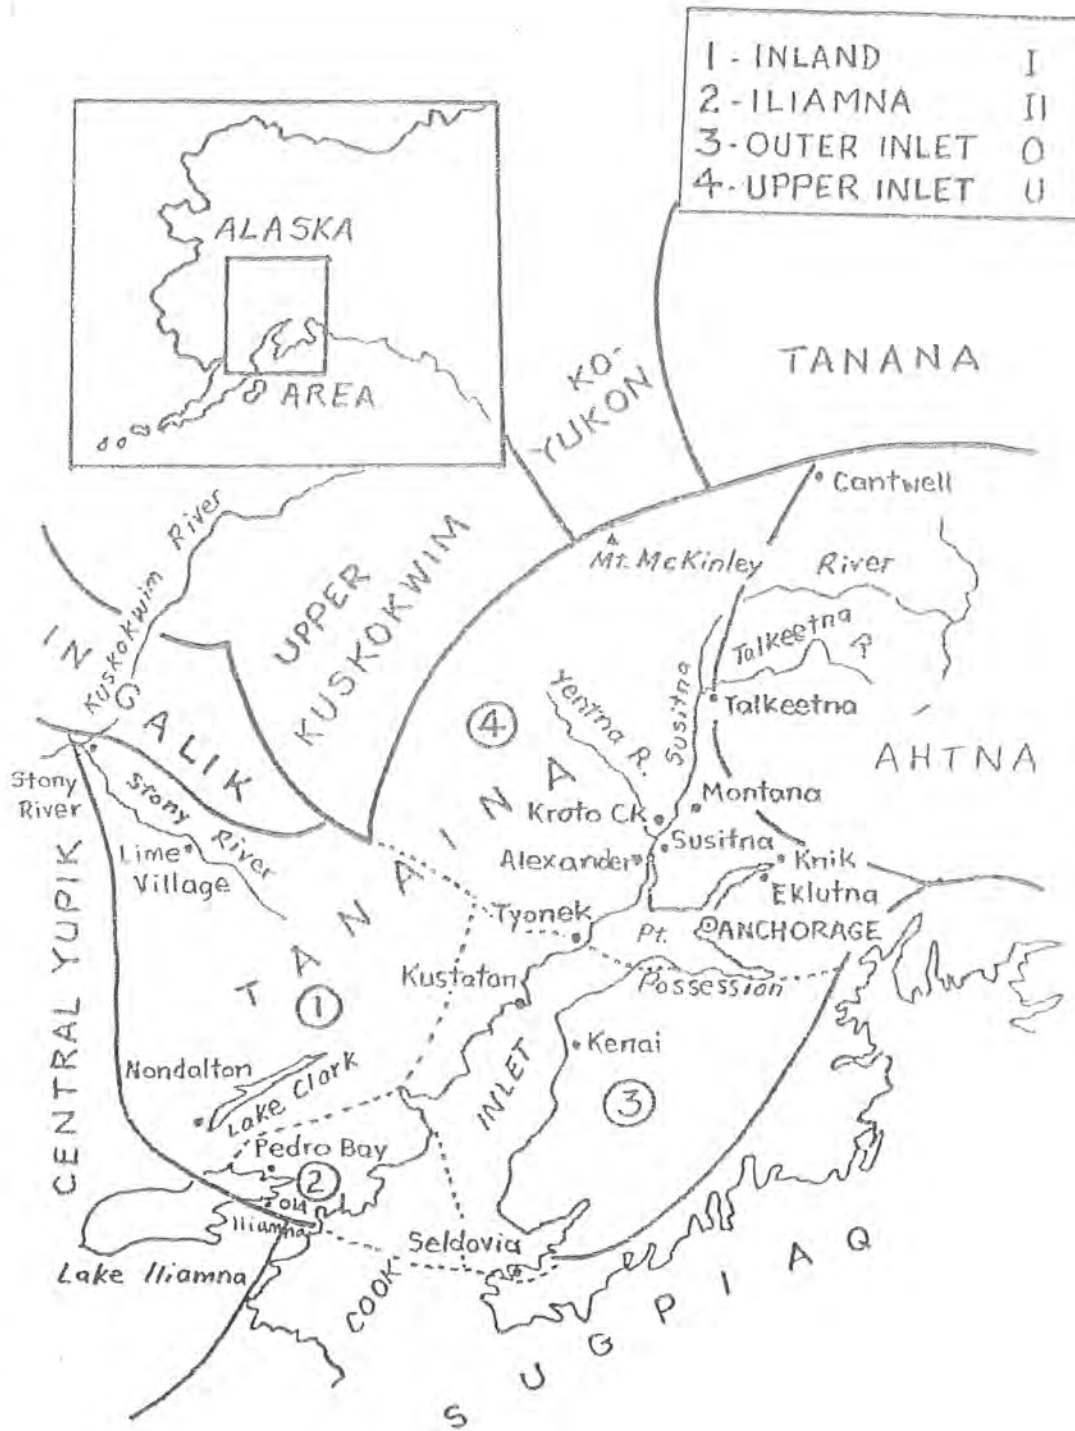 1 - INLAND I
2 - ILIAMNA Il
3 - OUTER INLET O
4 - UPPER INLET U
ALASKA
AREA
KO-
YUKON
TANANA
Cantwell
Mt. McKinley
River
Kuskokwim River
UPPER
KUSKOKWIM
INGALIK
Talkeetna R
Talkeetna
Susitna
Yentna R.
4
AHTNA
Stony
River
Stony River
Lime
Village
Kroto Ck.
Montana
Susitna
Alexander
Knik
Eklutna
Tyonek
Pt.
ANCHORAGE
Possession
TANAINA
1
Kustatan
CENTRAL YUPIK
Kenai
INLET
3
Nondalton
Lake Clark
Pedro Bay
2
Old
Iliamna
Lake Iliamna
Seldovia
COOK
SUGPIAQ